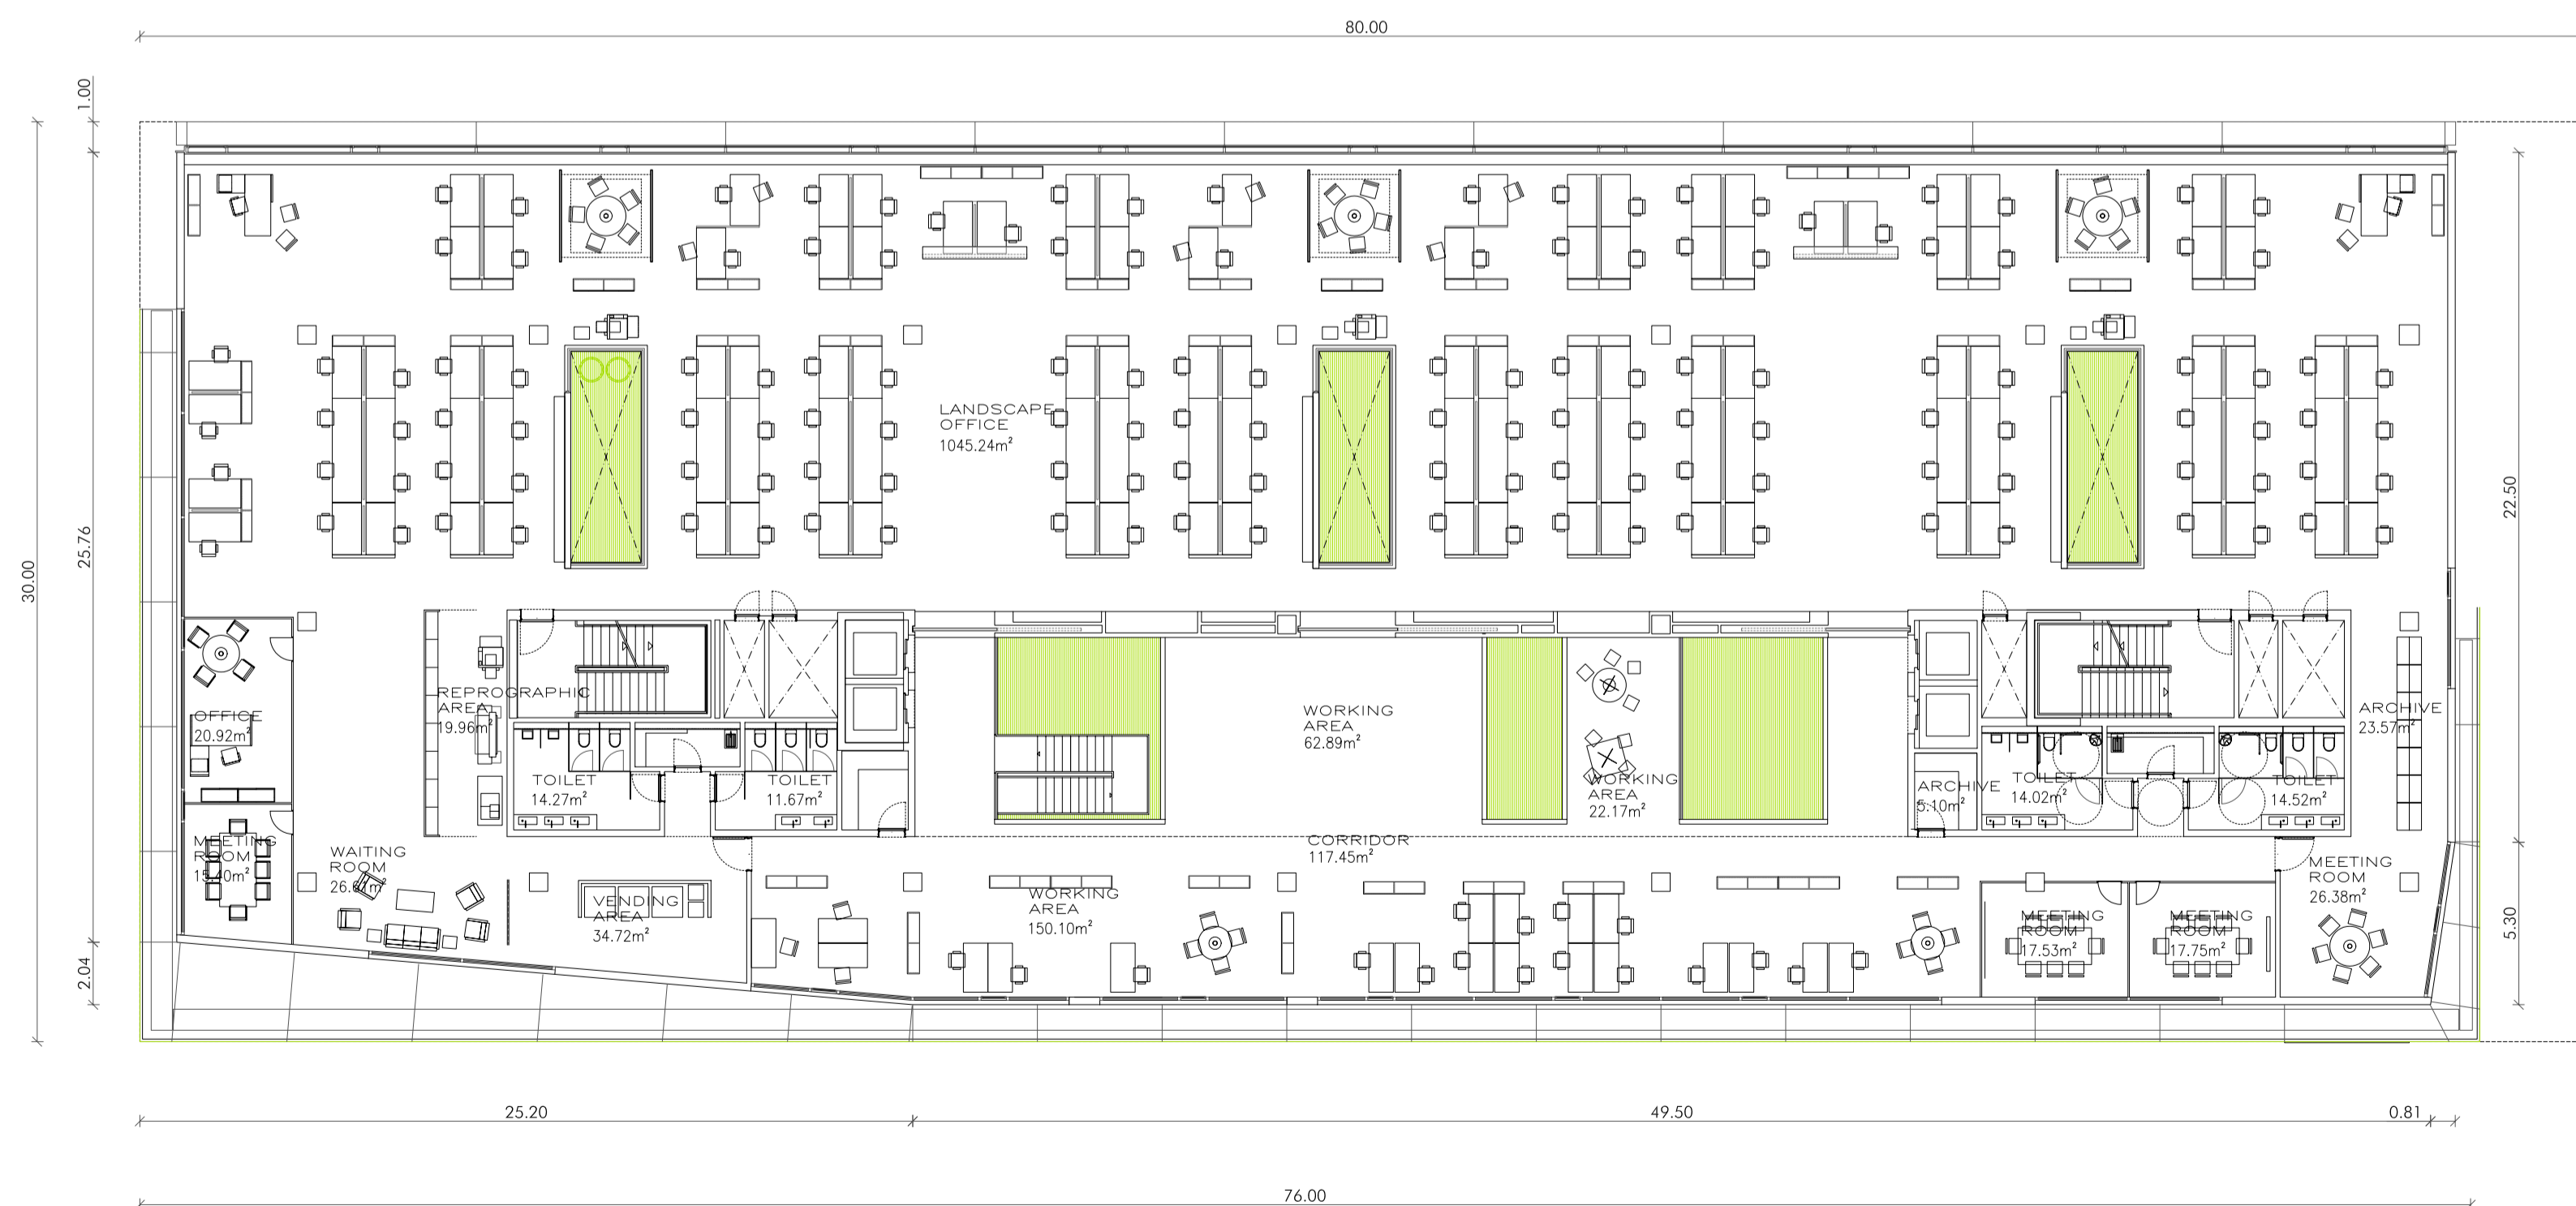 80.00
1.00
30.00
25.76
2.04
22.50
5.30
LANDSCAPE
OFFICE
1045.24m²
REPROGRAPHIC
AREA
19.96m²
OFFICE
20.92m²
TOILET
14.27m²
TOILET
11.67m²
WORKING
AREA
62.89m²
WORKING
AREA
22.17m²
ARCHIVE
5.10m²
TOILET
14.02m²
TOILET
14.52m²
ARCHIVE
23.57m²
MEETING
ROOM
15.40m²
WAITING
ROOM
VENDING
AREA
34.72m²
CORRIDOR
117.45m²
WORKING
AREA
150.10m²
MEETING
ROOM
17.53m²
MEETING
ROOM
17.75m²
MEETING
ROOM
26.38m²
25.20
49.50
0.81
76.00